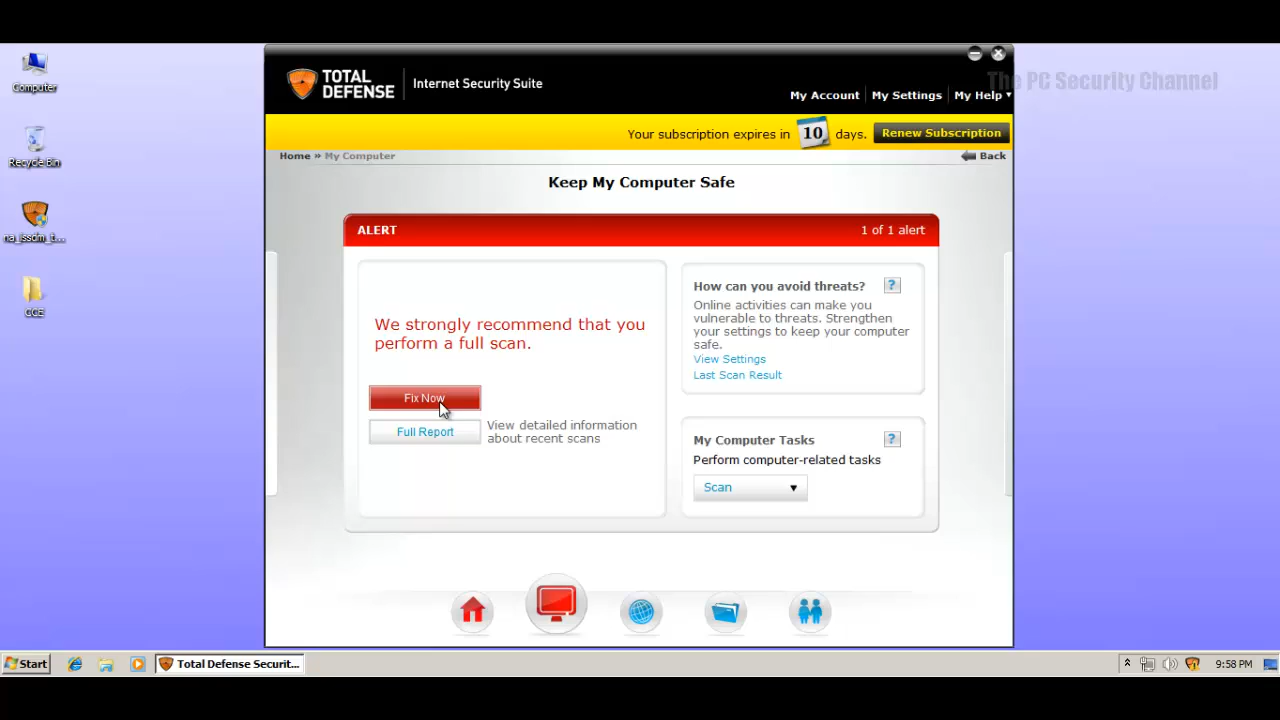 Computer
Recycle Bin
na_issdm_t...
CCE
TOTAL
DEFENSE
Internet Security Suite
The PC Security Channel
My Account
My Settings
My Help
Your subscription expires in 10 days.
Renew Subscription
Home » My Computer
Back
Keep My Computer Safe
ALERT
1 of 1 alert
We strongly recommend that you
perform a full scan.
Fix Now
Full Report
View detailed information
about recent scans
How can you avoid threats?
?
Online activities can make you
vulnerable to threats. Strengthen
your settings to keep your computer
safe.
View Settings
Last Scan Result
My Computer Tasks
?
Perform computer-related tasks
Scan
Start
Total Defense Securit...
9:58 PM